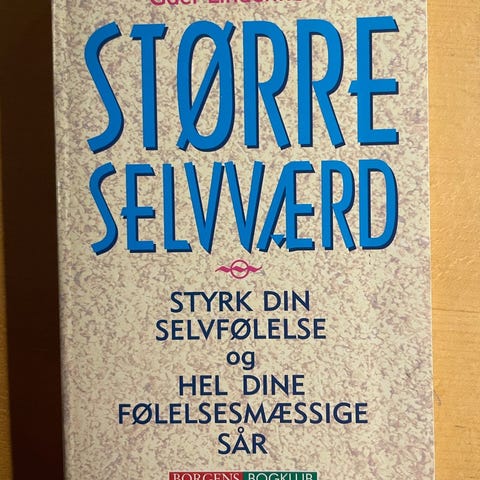 STØRRE
SELVVÆRD
STYRK DIN
SELVFØLELSE
og
HEL DINE
FØLELSESMÆSSIGE
SÅR
BORGENS BOGKLUB